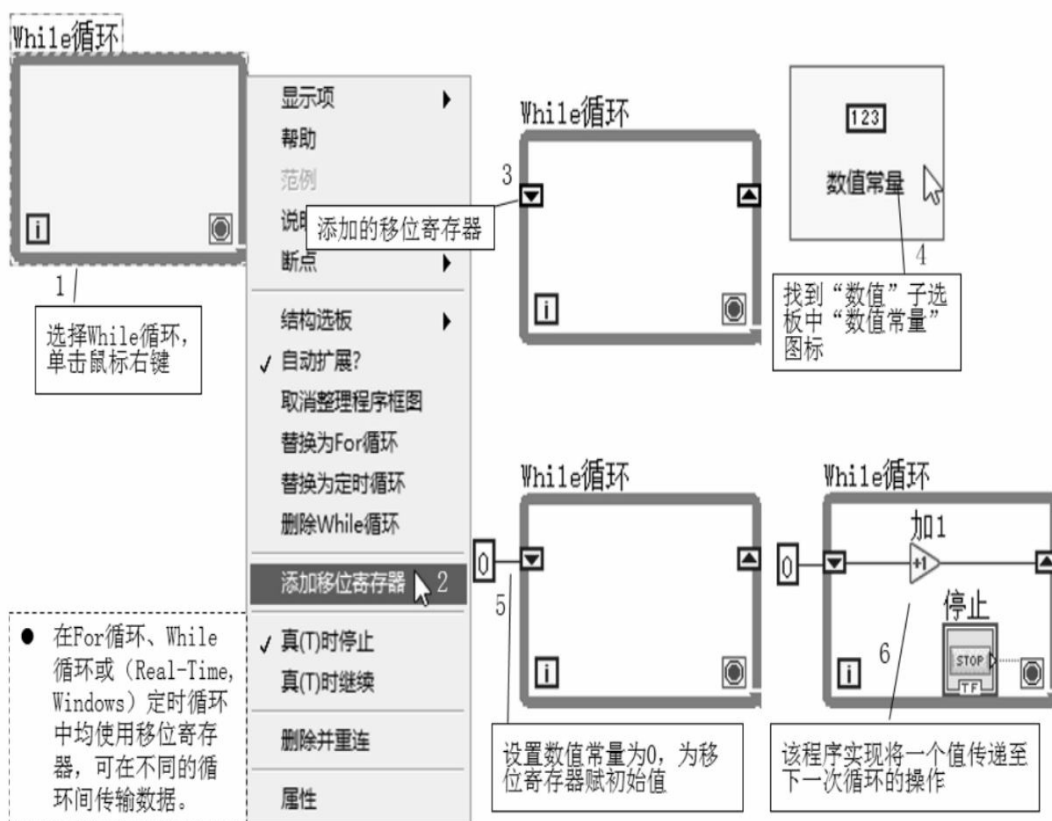 While循环
i
1
选择While循环，
单击鼠标右键
显示项
帮助
范例
断点
结构选板
✓ 自动扩展?
取消整理程序框图
替换为For循环
替换为定时循环
删除While循环
添加移位寄存器
2
✓ 真(T)时停止
真(T)时继续
删除并重连
属性
While循环
3
添加的移位寄存器
i
123
数值常量
4
找到“数值”子选
板中“数值常量”
图标
While循环
0
5
i
设置数值常量为0，为移
位寄存器赋初始值
While循环
0
加1
+1
停止
STOP
TF
6
i
该程序实现将一个值传递至
下一次循环的操作
● 在For循环、While
循环或（Real-Time,
Windows）定时循环
中均使用移位寄存
器，可在不同的循
环间传输数据。